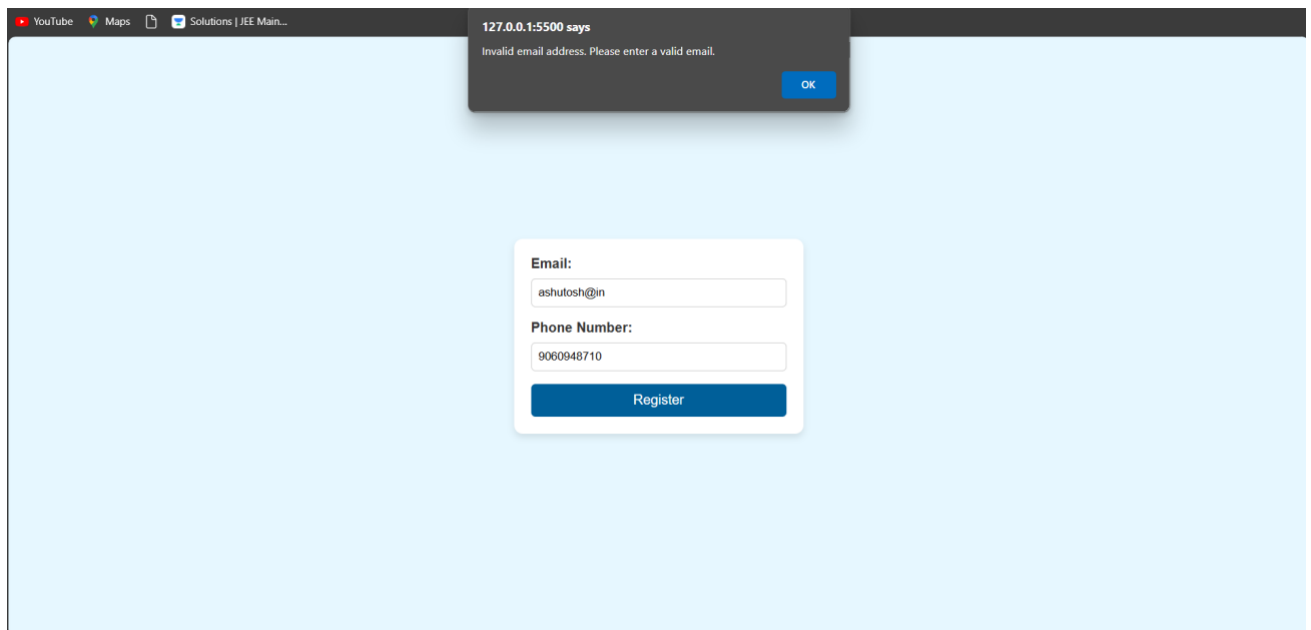 YouTube Maps Solutions | JEE Main...
127.0.0.1:5500 says
Invalid email address. Please enter a valid email.
OK
Email:
ashutosh@in
Phone Number:
9060948710
Register